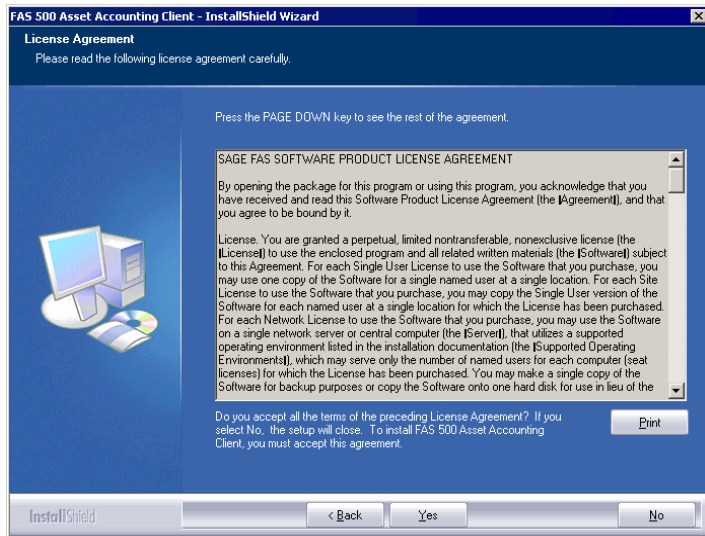 FAS 500 Asset Accounting Client - InstallShield Wizard
License Agreement
Please read the following license agreement carefully.
Press the PAGE DOWN key to see the rest of the agreement.
SAGE FAS SOFTWARE PRODUCT LICENSE AGREEMENT
By opening the package for this program or using this program, you acknowledge that you
have received and read this Software Product License Agreement (the |Agreement|), and that
you agree to be bound by it.
License. You are granted a perpetual, limited nontransferable, nonexclusive license (the
|License|) to use the enclosed program and all related written materials (the |Software|) subject
to this Agreement. For each Single User License to use the Software that you purchase, you
may use one copy of the Software for a single named user at a single location. For each Site
License to use the Software that you purchase, you may copy the Single User version of the
Software for each named user at a single location for which the License has been purchased.
For each Network License to use the Software that you purchase, you may use the Software
on a single network server or central computer (the |Server|), that utilizes a supported
operating environment listed in the installation documentation (the |Supported Operating
Environments|), which may serve only the number of named users for each computer (seat
licenses) for which the License has been purchased. You may make a single copy of the
Software for backup purposes or copy the Software onto one hard disk for use in lieu of the
Do you accept all the terms of the preceding License Agreement? If you
select No, the setup will close. To install FAS 500 Asset Accounting
Client, you must accept this agreement.
Print
InstallShield
< Back
Yes
No